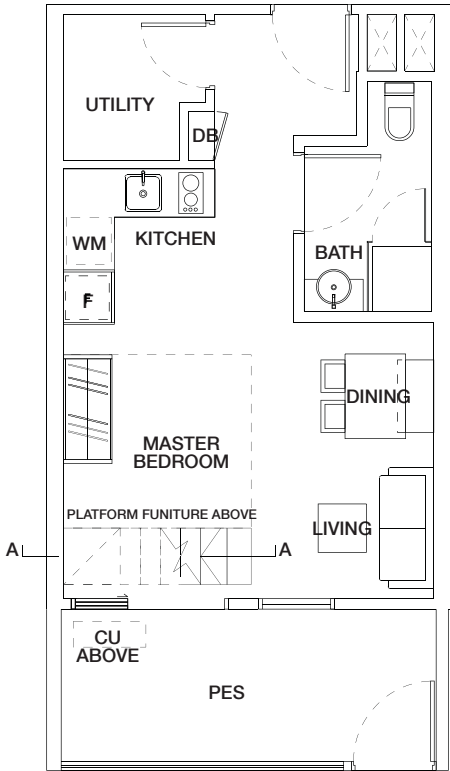 UTILITY
DB
KITCHEN
WM
BATH
F
DINING
MASTER
BEDROOM
PLATFORM FUNITURE ABOVE
LIVING
A
A
CU
ABOVE
PES